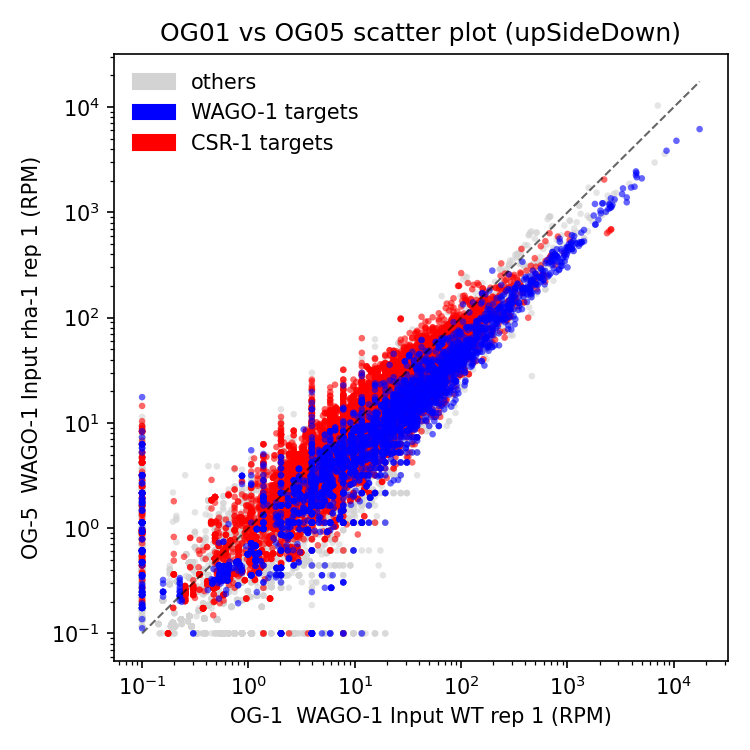 OG01 vs OG05 scatter plot (upSideDown)
others
WAGO-1 targets
CSR-1 targets
10⁴
10³
10²
10¹
10⁰
10⁻¹
OG-5  WAGO-1 Input rha-1 rep 1 (RPM)
10⁻¹ 10⁰ 10¹ 10² 10³ 10⁴
OG-1  WAGO-1 Input WT rep 1 (RPM)